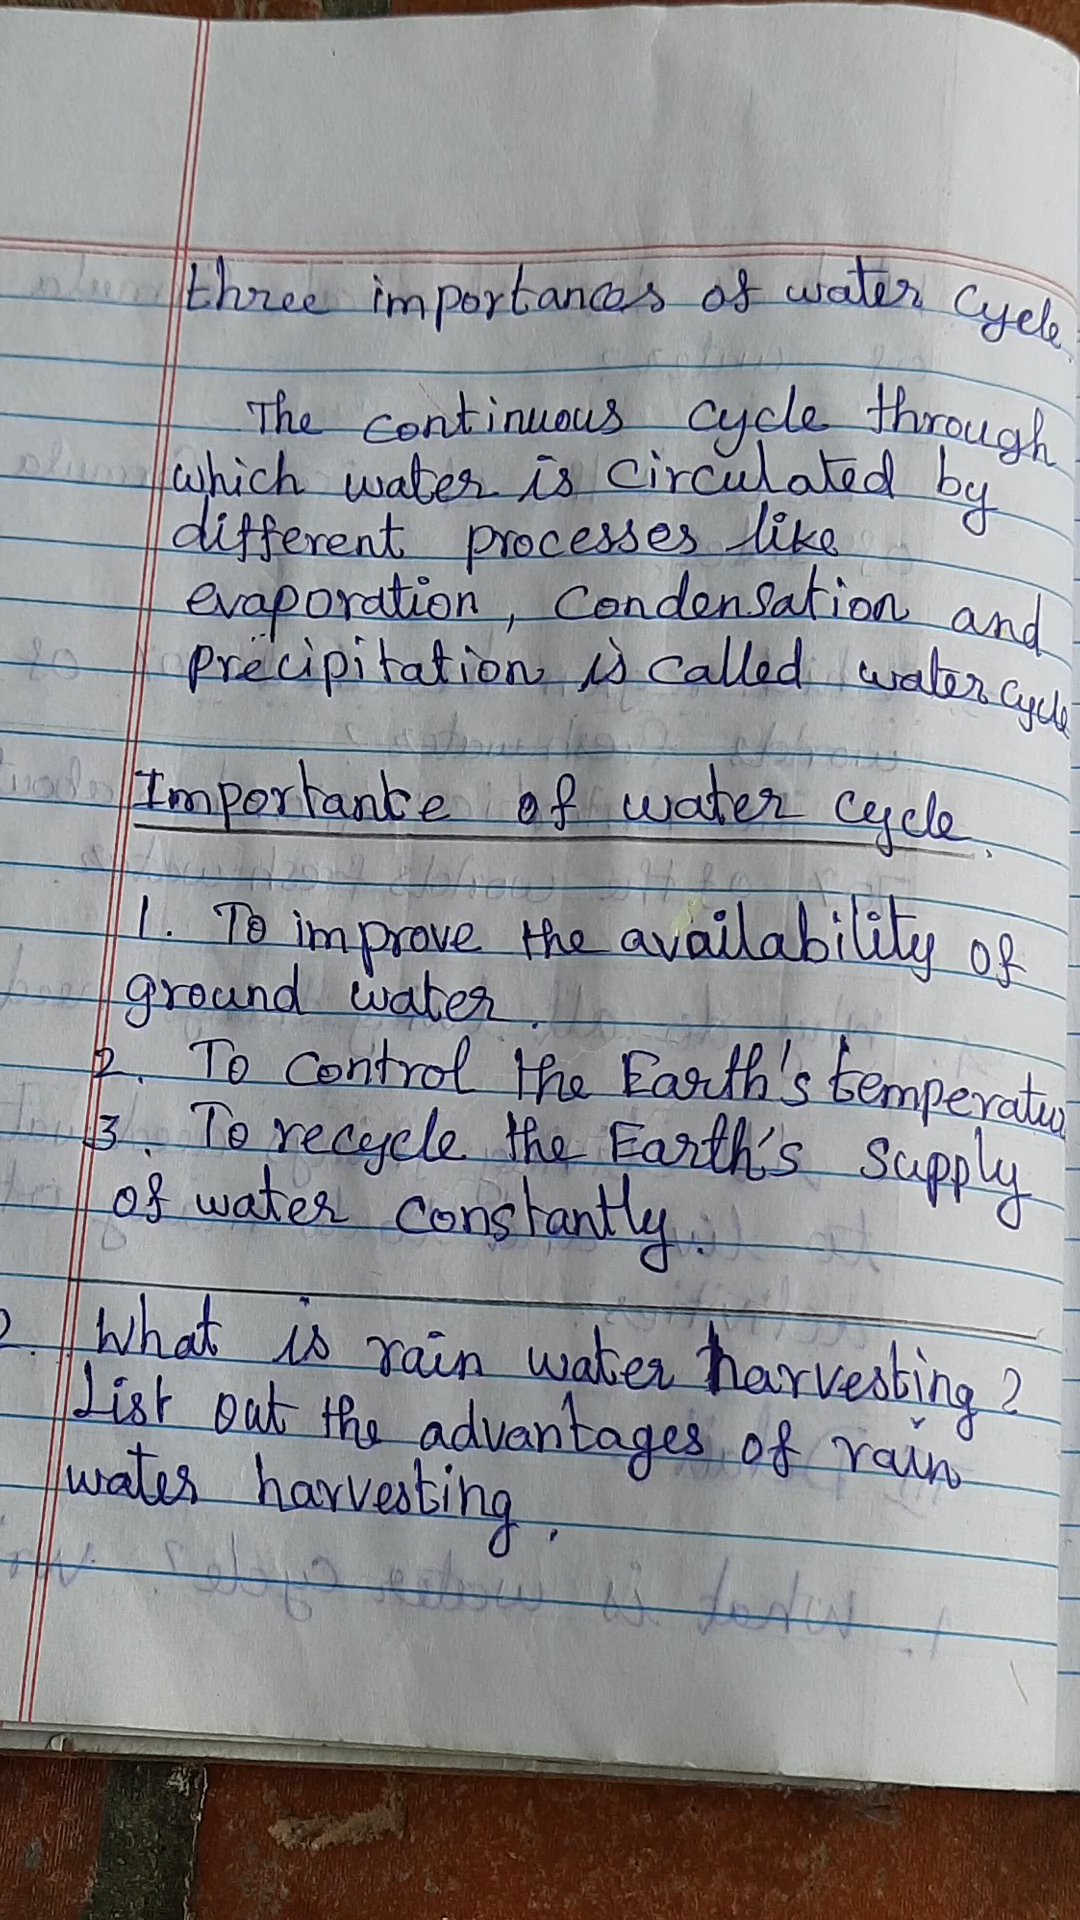 three importances of water cycle
The continuous cycle through
which water is circulated by
different processes like
evaporation, condensation and
precipitation is called water cycle
Importance of water cycle.
1. To improve the availability of
ground water.
2. To control the Earth's temperatu
3. To recycle the Earth's supply
of water constantly.
2. What is rain water harvesting?
List out the advantages of rain
water harvesting.